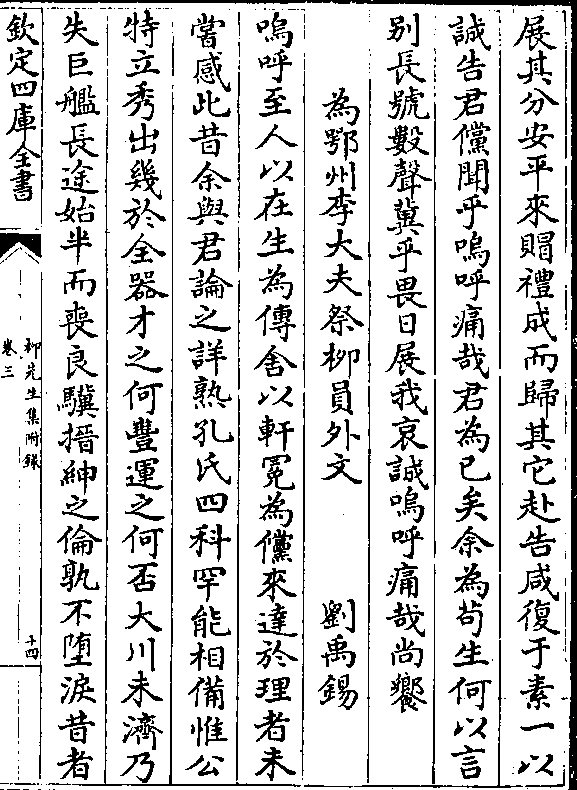 展其分安平來賵禮成而歸其它赴告咸復于素一以
誠告君儻聞乎嗚呼痛哉君為已矣余為苟生何以言
别長號數聲冀乎畏日展我哀誠嗚呼痛哉尚饗
為鄂州李大夫祭柳員外文　劉禹錫
嗚呼至人以在生為傳舍以軒冕為儻來達於理者未
嘗感此昔余與君論之詳熟孔氏四科罕能相備惟公
特立秀出幾於全器才之何豐運之何否大川未濟乃
失巨艦長途始半而喪良驥搢紳之倫孰不墮淚昔者
欽定四庫全書
柳先生集附錄
卷三
十四